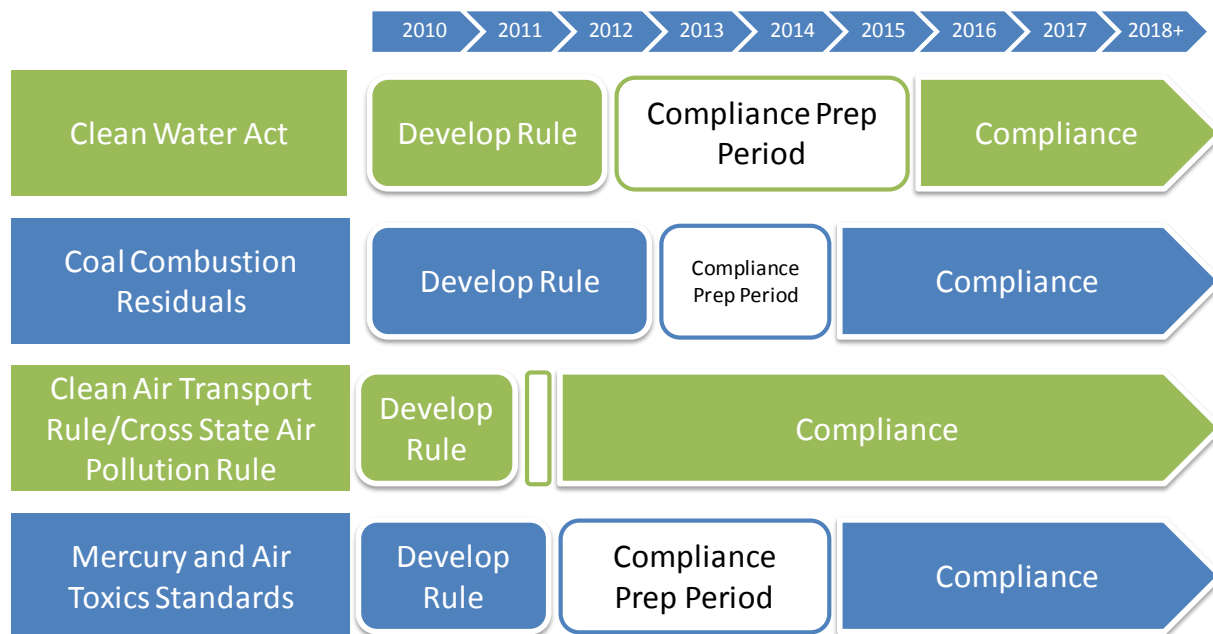 2010 2011 2012 2013 2014 2015 2016 2017 2018+
Clean Water Act
Develop Rule
Compliance Prep
Period
Compliance
Coal Combustion
Residuals
Develop Rule
Compliance
Prep Period
Compliance
Clean Air Transport
Rule/Cross State Air
Pollution Rule
Develop
Rule
Compliance
Mercury and Air
Toxics Standards
Develop
Rule
Compliance
Prep Period
Compliance